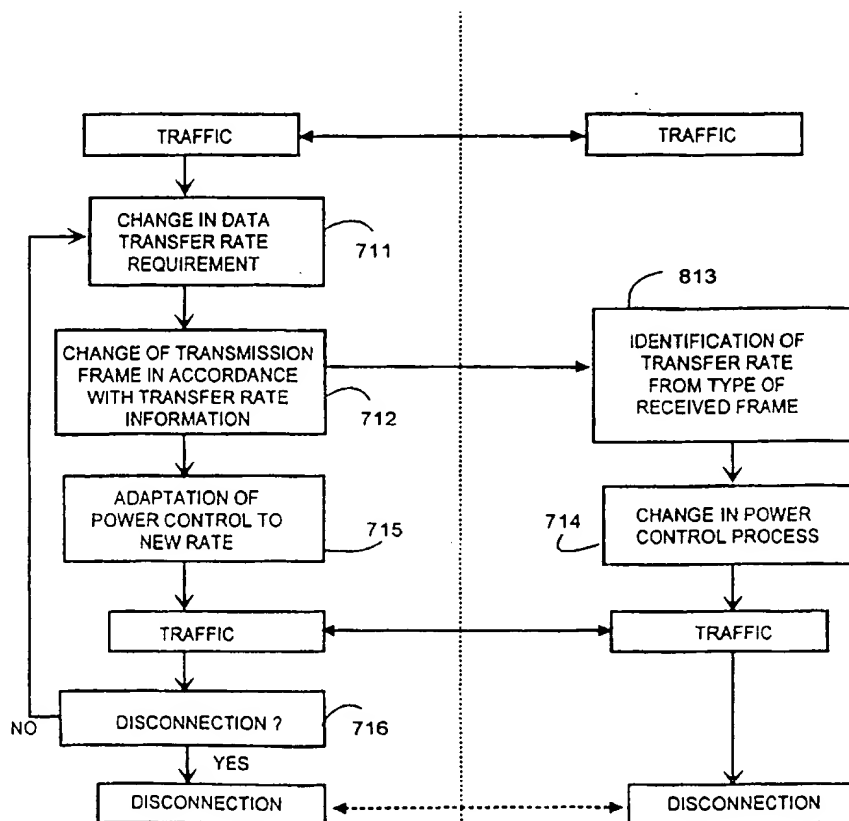 TRAFFIC
TRAFFIC
CHANGE IN DATA
TRANSFER RATE
REQUIREMENT
711
813
CHANGE OF TRANSMISSION
FRAME IN ACCORDANCE
WITH TRANSFER RATE
INFORMATION
712
IDENTIFICATION OF
TRANSFER RATE
FROM TYPE OF
RECEIVED FRAME
ADAPTATION OF
POWER CONTROL TO
NEW RATE
715
714
CHANGE IN POWER
CONTROL PROCESS
TRAFFIC
TRAFFIC
NO
DISCONNECTION ?
716
YES
DISCONNECTION
DISCONNECTION